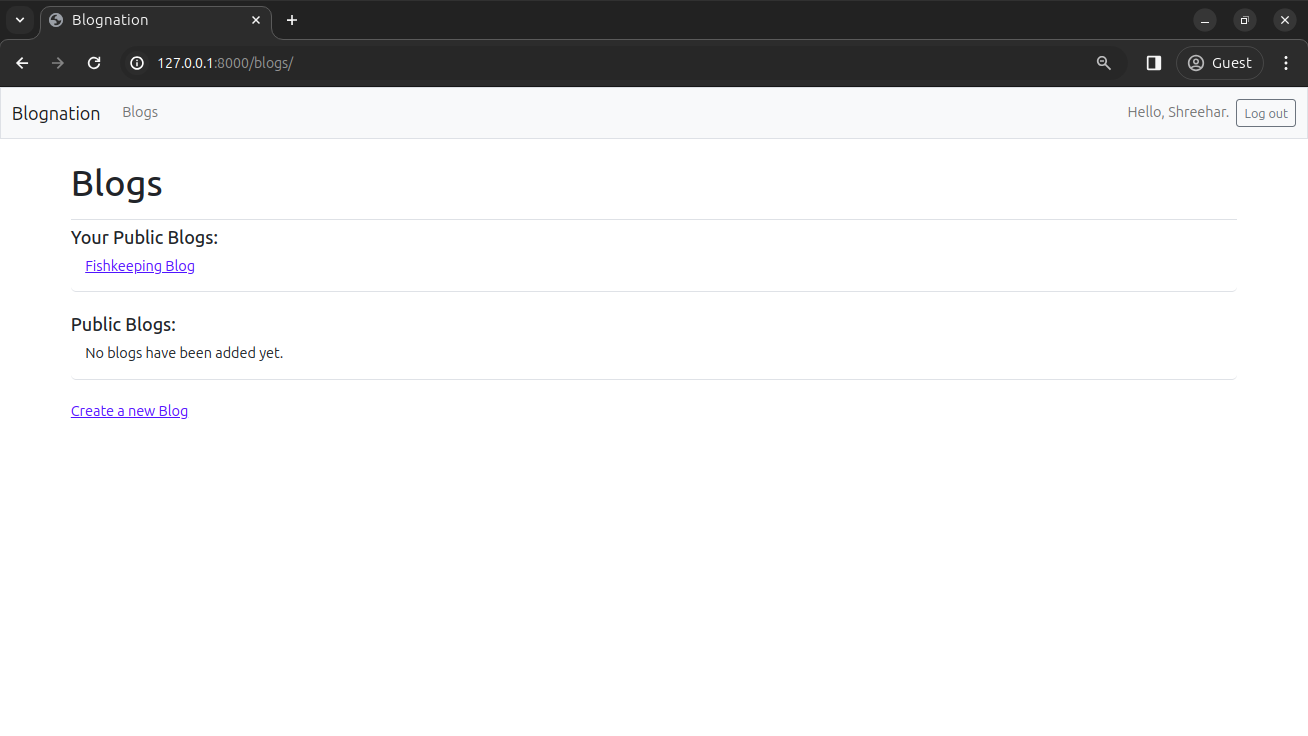 Blognation
127.0.0.1:8000/blogs/
Guest
Blognation Blogs Hello, Shreehar. Log out
Blogs
Your Public Blogs:
Fishkeeping Blog
Public Blogs:
No blogs have been added yet.
Create a new Blog